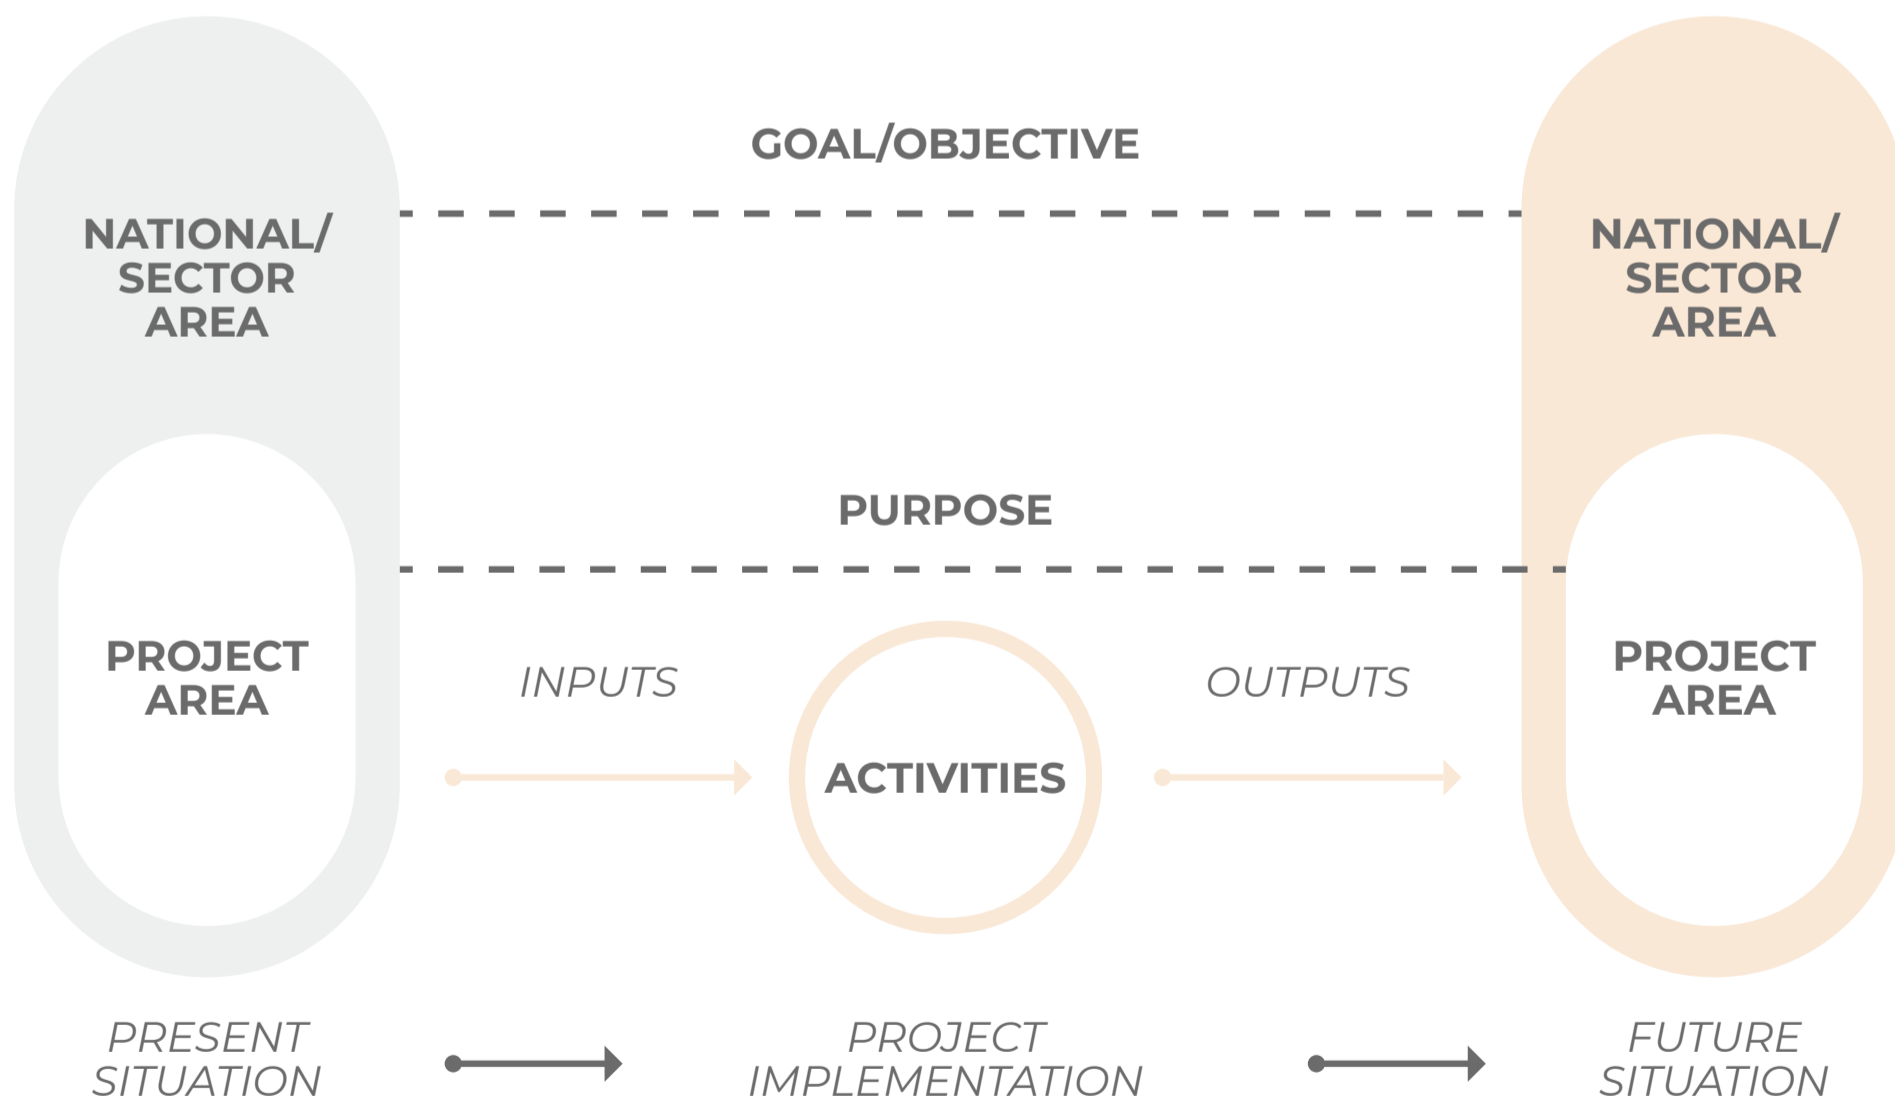 GOAL/OBJECTIVE
NATIONAL/
SECTOR
AREA
NATIONAL/
SECTOR
AREA
PURPOSE
PROJECT
AREA
INPUTS
ACTIVITIES
OUTPUTS
PROJECT
AREA
PRESENT
SITUATION
PROJECT
IMPLEMENTATION
FUTURE
SITUATION